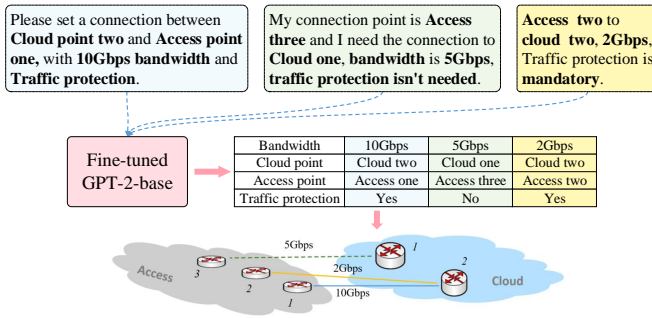 Please set a connection between
Cloud point two and Access point
one, with 10Gbps bandwidth and
Traffic protection.
My connection point is Access
three and I need the connection to
Cloud one, bandwidth is 5Gbps,
traffic protection isn't needed.
Access two to
cloud two, 2Gbps,
Traffic protection is
mandatory.
Fine-tuned
GPT-2-base
Bandwidth 10Gbps 5Gbps 2Gbps
Cloud point Cloud two Cloud one Cloud two
Access point Access one Access three Access two
Traffic protection Yes No Yes
5Gbps
1
3
Access
2Gbps
2
2
Cloud
1
10Gbps